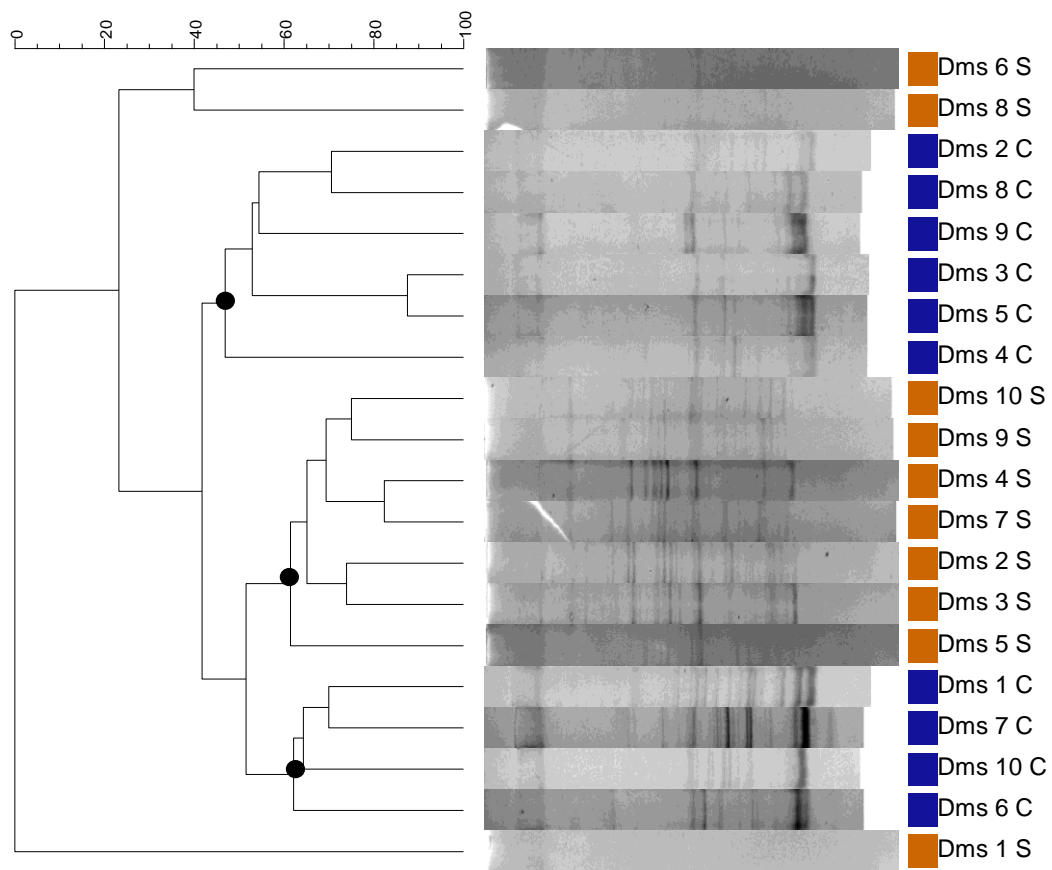 0 20 40 60 80 100
Dms 6 S
Dms 8 S
Dms 2 C
Dms 8 C
Dms 9 C
Dms 3 C
Dms 5 C
Dms 4 C
Dms 10 S
Dms 9 S
Dms 4 S
Dms 7 S
Dms 2 S
Dms 3 S
Dms 5 S
Dms 1 C
Dms 7 C
Dms 10 C
Dms 6 C
Dms 1 S